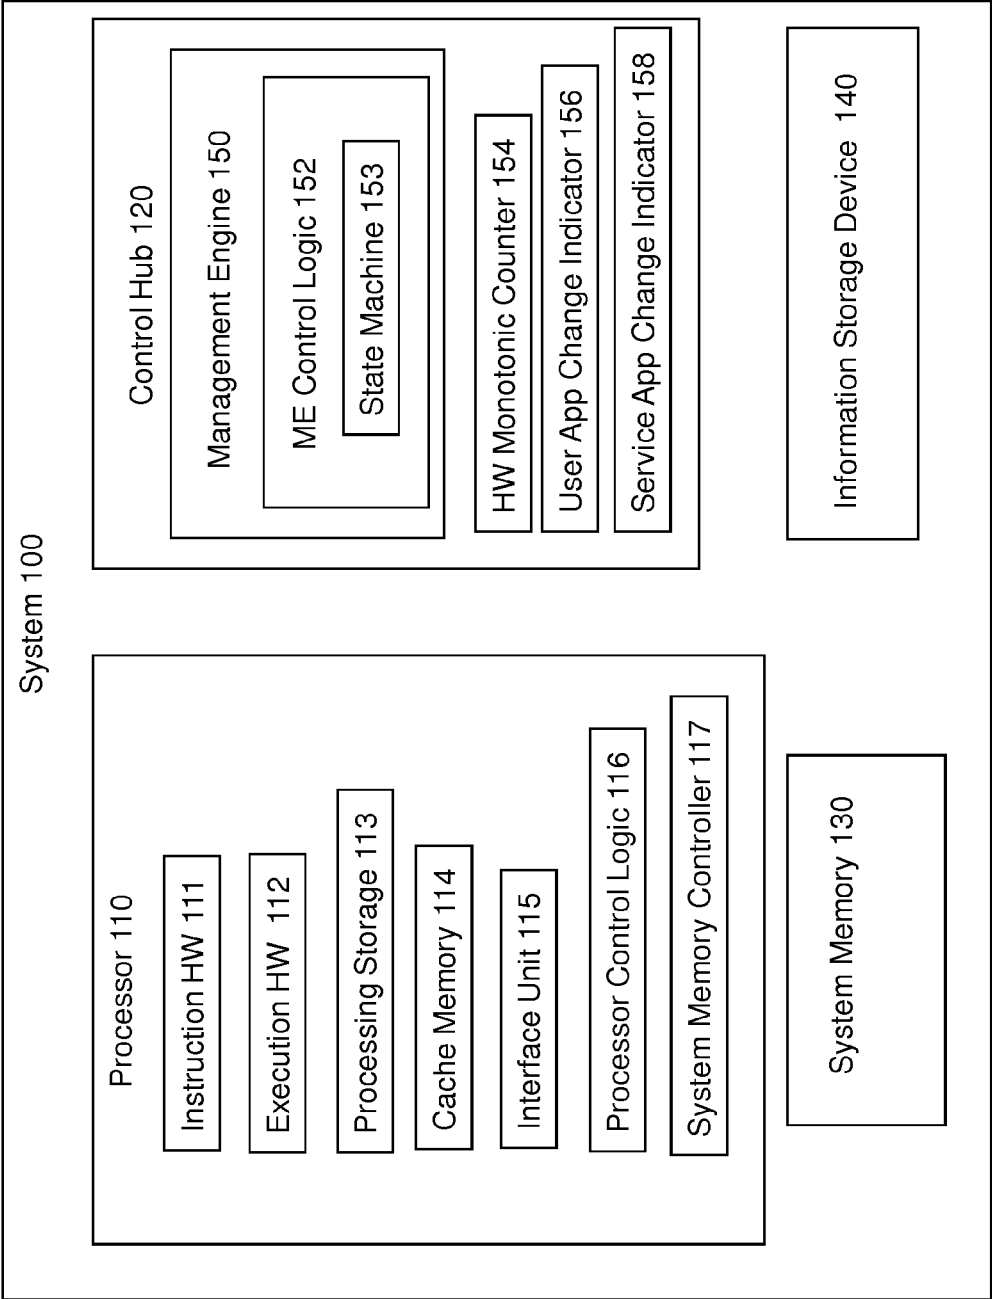 System 100
Processor 110
Instruction HW 111
Execution HW 112
Processing Storage 113
Cache Memory 114
Interface Unit 115
Processor Control Logic 116
System Memory Controller 117
System Memory 130
Control Hub 120
Management Engine 150
ME Control Logic 152
State Machine 153
HW Monotonic Counter 154
User App Change Indicator 156
Service App Change Indicator 158
Information Storage Device 140